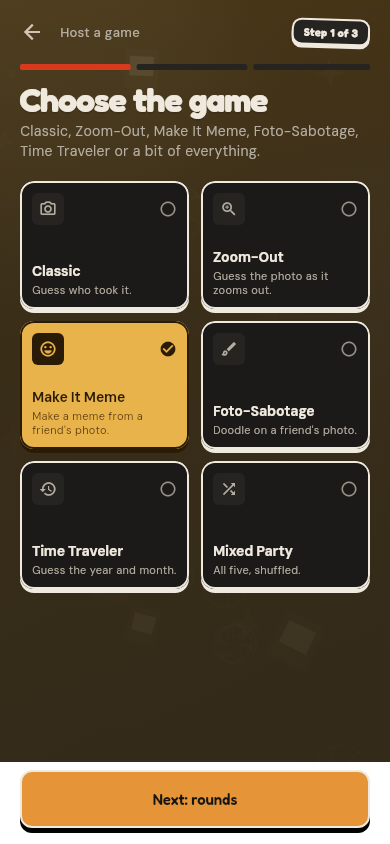 Host a game
Step 1 of 3
Choose the game
Classic, Zoom-Out, Make It Meme, Foto-Sabotage,
Time Traveler or a bit of everything.
Classic
Guess who took it.
Zoom-Out
Guess the photo as it
zooms out.
Make It Meme
Make a meme from a
friend's photo.
Foto-Sabotage
Doodle on a friend's photo.
Time Traveler
Guess the year and month.
Mixed Party
All five, shuffled.
Next: rounds